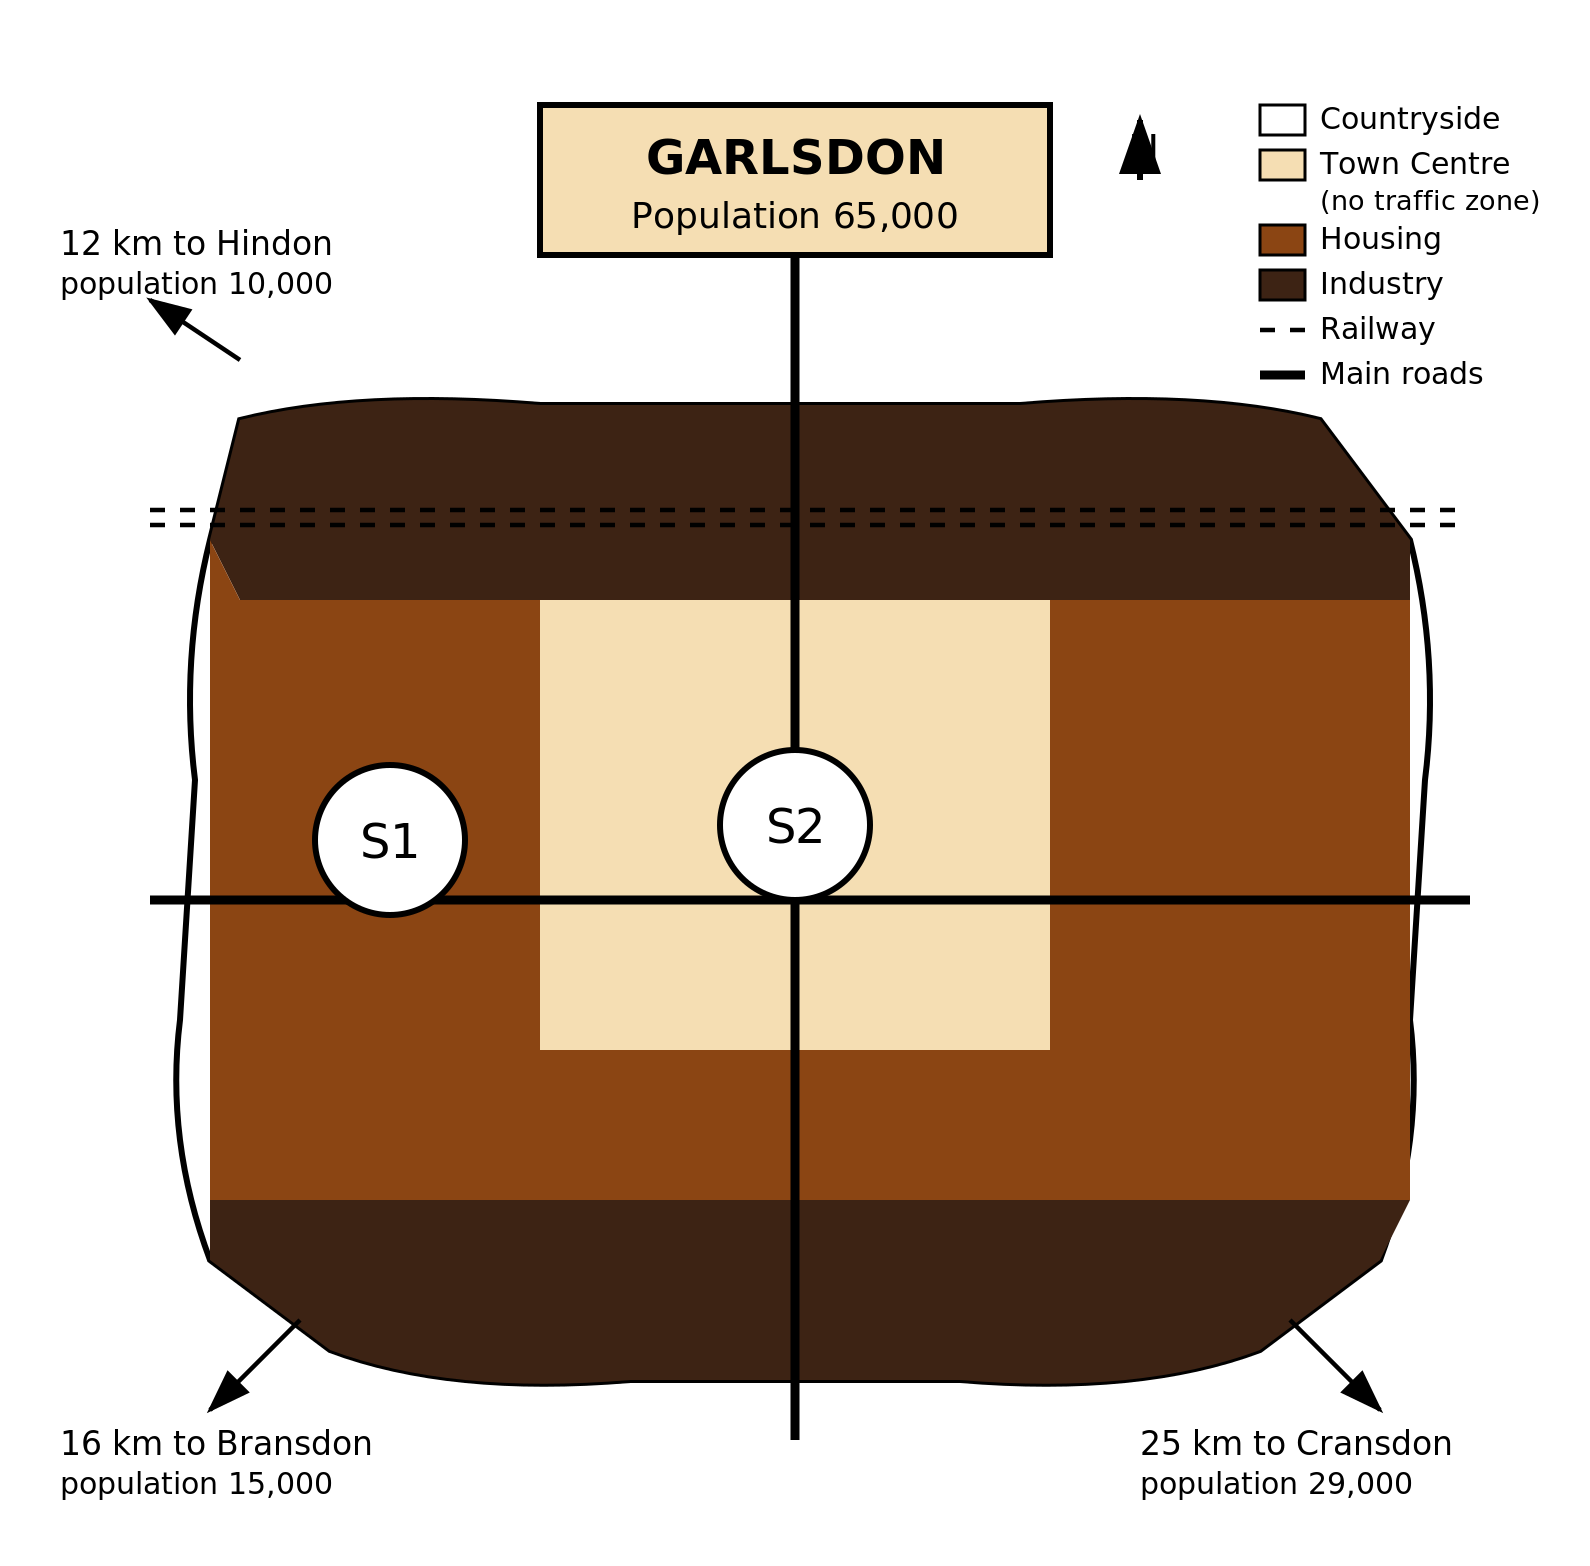 GARLSDON
Population 65,000
Countryside
Town Centre
(no traffic zone)
Housing
Industry
Railway
Main roads
12 km to Hindon
population 10,000
S1
S2
16 km to Bransdon
population 15,000
25 km to Cransdon
population 29,000